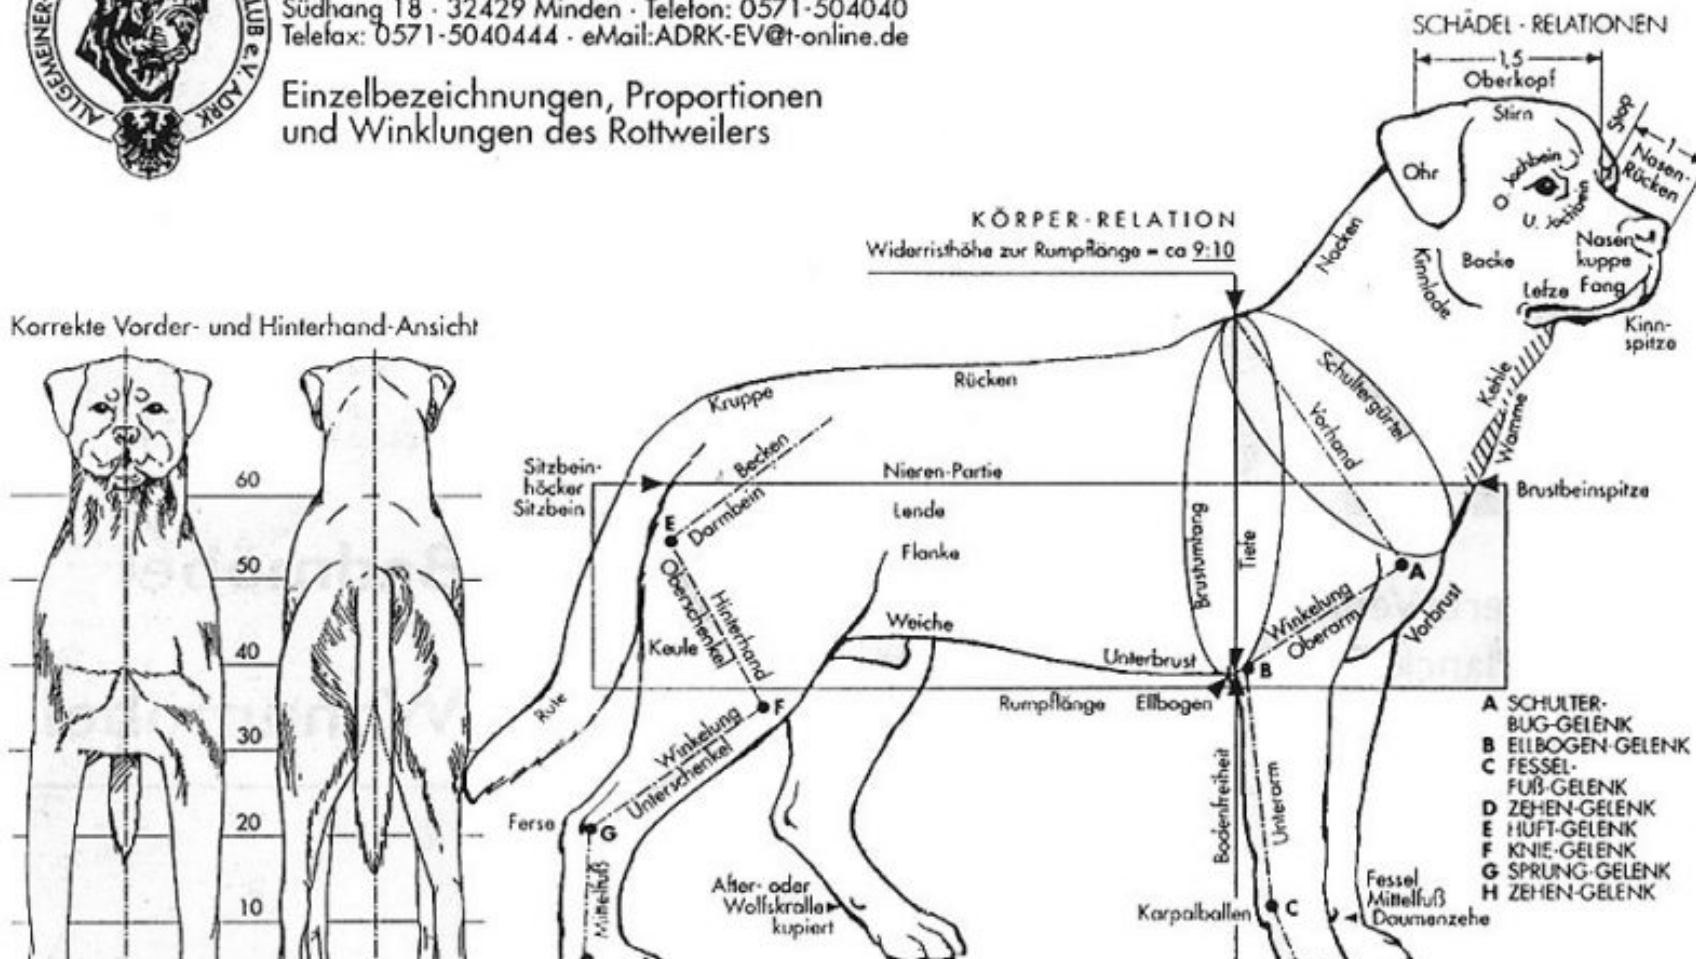 ALLGEMEINER
LUB e.V. ADRK
Südhang 18 · 32429 Minden · Telefon: 0571-504040
Telefax: 0571-5040444 · eMail:ADRK-EV@t-online.de
Einzelbezeichnungen, Proportionen
und Winklungen des Rottweilers
SCHÄDEL - RELATIONEN
1,5
Oberkopf
Stirn
Stop
1
Nasen-
Rücken
Ohr
O. Jochbein
U. Jochbein
Nasen
kuppe
Backe
Fang
Lefze
Kinnlade
Kinn-
spitze
Nacken
KÖRPER-RELATION
Widerristhöhe zur Rumpflänge = ca 9:10
Korrekte Vorder- und Hinterhand-Ansicht
60
50
40
30
20
10
Kruppe
Rücken
Schultergürtel
Vorhand
Kehle
Wamme
Sitzbein-
höcker
Sitzbein
Becken
Darmbein
Nieren-Partie
Lende
Flanke
Brustumfang
Tiefe
Brustbeinspitze
E
A
Oberschenkel
Hinterhand
Keule
Weiche
Winkelung
Oberarm
Vorbrust
Unterbrust
B
Rute
F
Rumpflänge
Ellbogen
Winkelung
Unterschenkel
Ferse
G
Mittelfuß
Bodenfreiheit
Unterarm
After- oder
Wolfskralle
kupiert
Karpalballen
C
Fessel
Mittelfuß
Daumenzehe
A SCHULTER-
BUG-GELENK
B ELLBOGEN-GELENK
C FESSEL-
FUß-GELENK
D ZEHEN-GELENK
E HÜFT-GELENK
F KNIE-GELENK
G SPRUNG-GELENK
H ZEHEN-GELENK